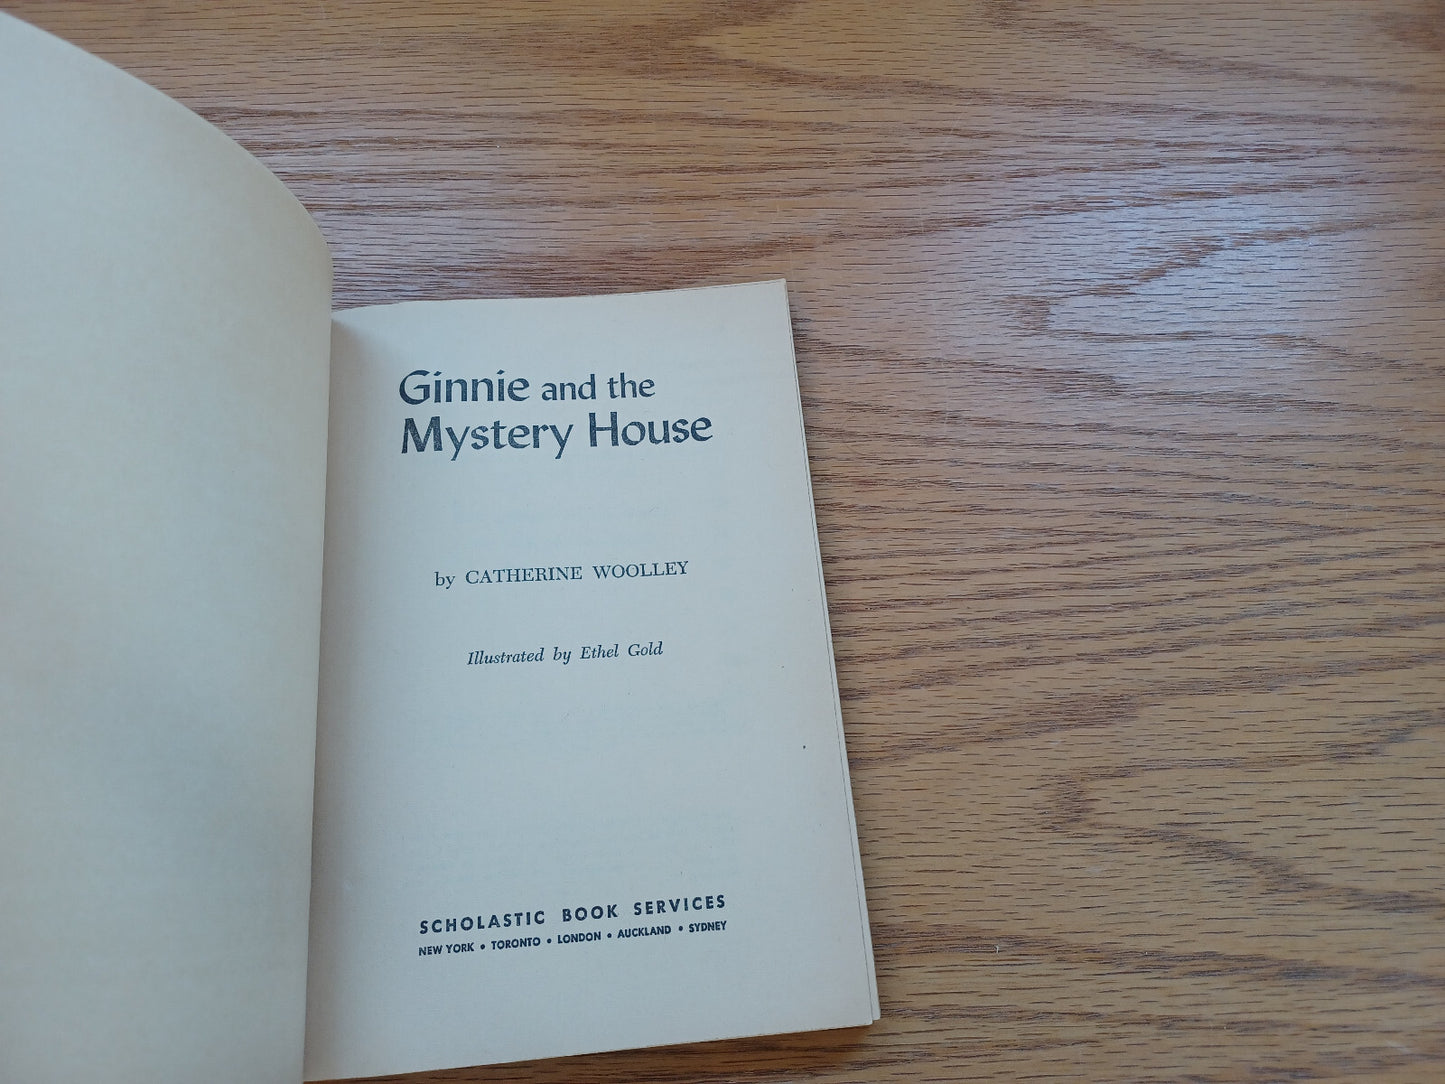 Ginnie and the
Mystery House
by CATHERINE WOOLLEY
Illustrated by Ethel Gold
SCHOLASTIC BOOK SERVICES
NEW YORK • TORONTO • LONDON • AUCKLAND • SYDNEY